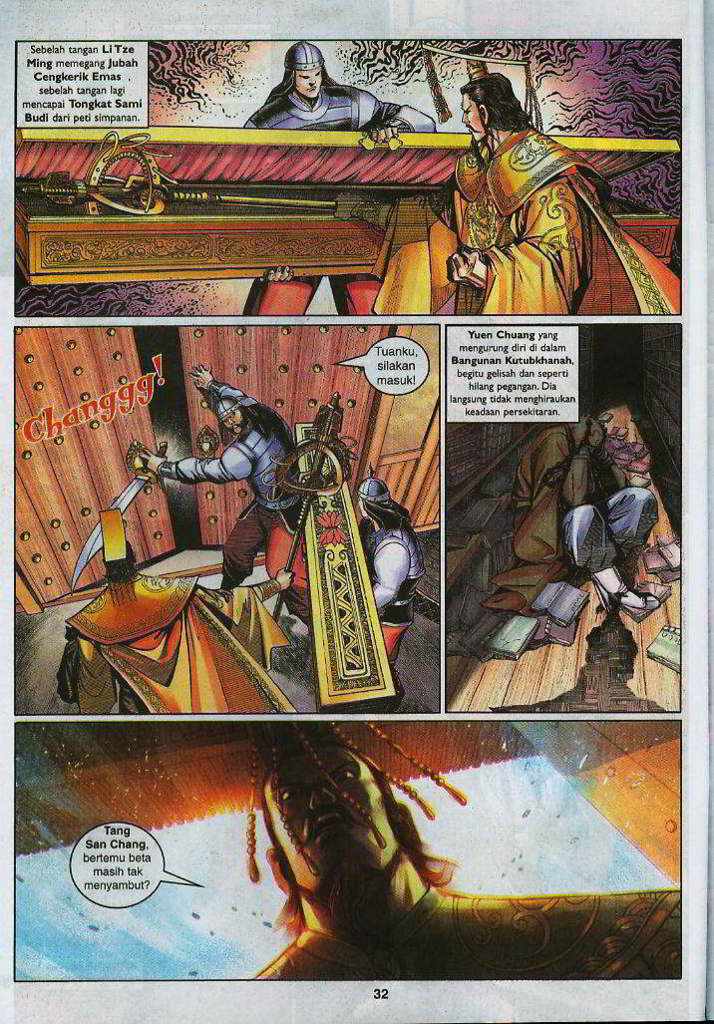 Sebelah tangan Li Tze
Ming memegang Jubah
Cengkerik Emas ,
sebelah tangan lagi
mencapai Tongkat Sami
Budi dari peti simpanan.
Changgg!
Tuanku,
silakan
masuk!
Yuen Chuang yang
mengurung diri di dalam
Bangunan Kutubkhanah,
begitu gelisah dan seperti
hilang pegangan. Dia
langsung tidak menghiraukan
keadaan persekitaran.
Tang
San Chang,
bertemu beta
masih tak
menyambut?
32